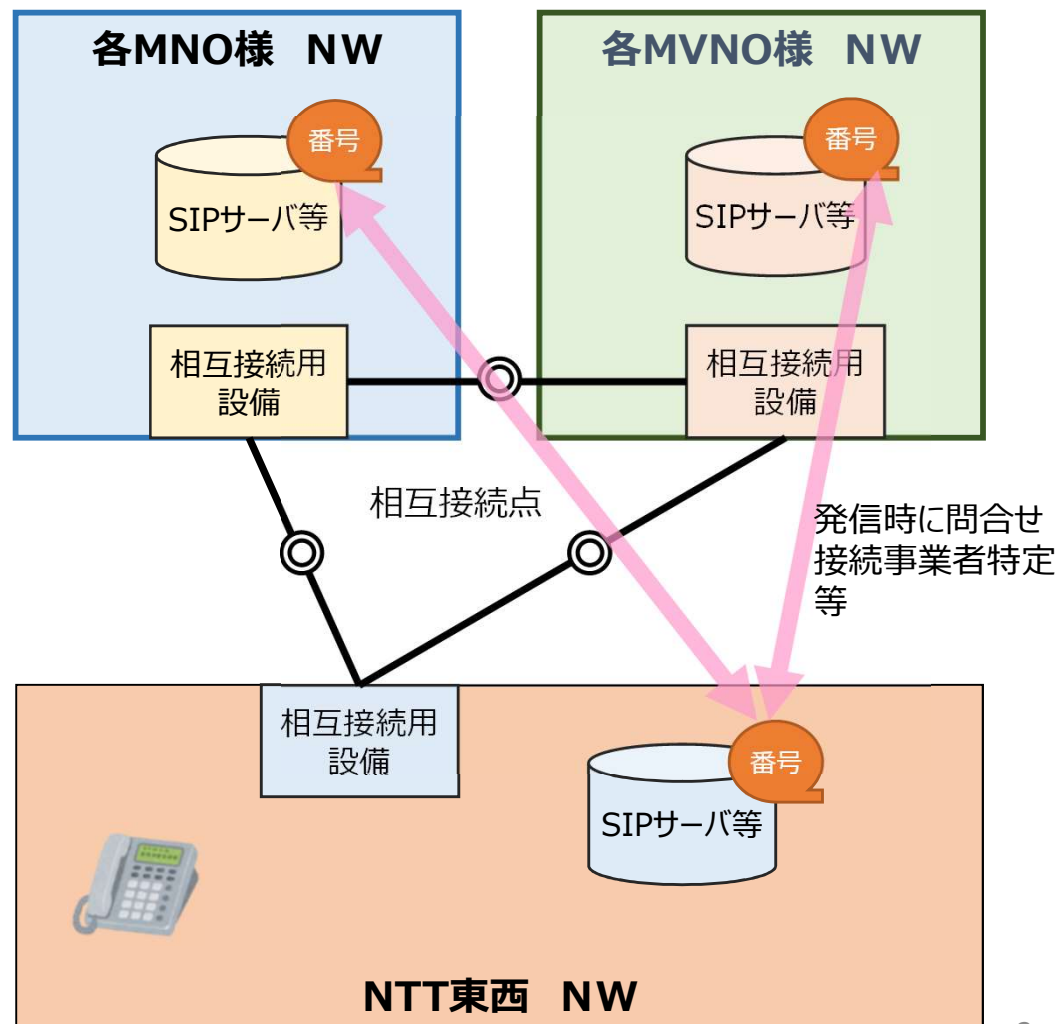 各MNO様 NW
各MVNO様 NW
番号
番号
SIPサーバ等
SIPサーバ等
相互接続用
設備
相互接続用
設備
相互接続点
発信時に問合せ
接続事業者特定
等
相互接続用
設備
番号
SIPサーバ等
NTT東西 NW